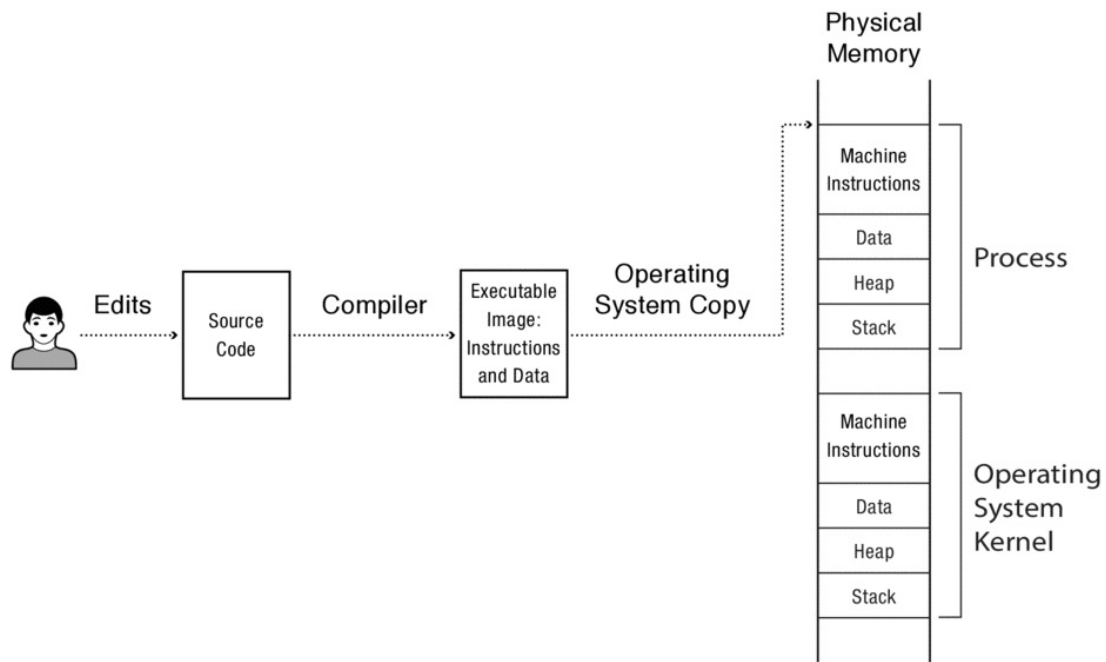 Physical
Memory
Machine
Instructions
Data
Heap
Stack
Process
Edits
Source
Code
Compiler
Executable
Image:
Instructions
and Data
Operating
System Copy
Machine
Instructions
Data
Heap
Stack
Operating
System
Kernel